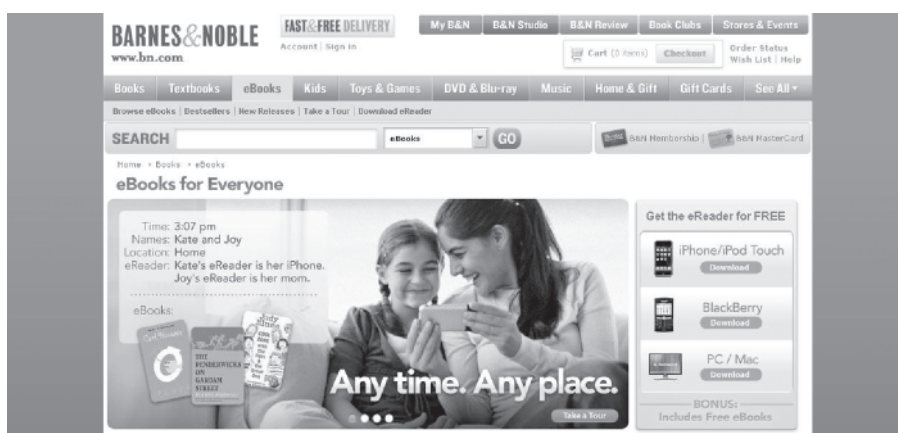 BARNES&NOBLE
www.bn.com
FAST&FREE DELIVERY
Account | Sign in
My B&N
B&N Studio
B&N Review
Book Clubs
Stores & Events
Cart (0 items)
Checkout
Order Status
Wish List | Help
Books
Textbooks
eBooks
Kids
Toys & Games
DVD & Blu-ray
Music
Home & Gift
Gift Cards
See All
Browse eBooks | Bestsellers | New Releases | Take a Tour | Download eReader
SEARCH
eBooks
GO
B&N Membership |
B&N MasterCard
Home > Books > eBooks
eBooks for Everyone
Time: 3:07 pm
Names: Kate and Joy
Location: Home
eReader: Kate's eReader is her iPhone.
Joy's eReader is her mom.
eBooks:
THE
PENDERWICKS
ON
GARDAM
STREET
Judy
Blume
Any time. Any place.
Take a Tour
Get the eReader for FREE
iPhone/iPod Touch
Download
BlackBerry
Download
PC / Mac
Download
BONUS:
Includes Free eBooks